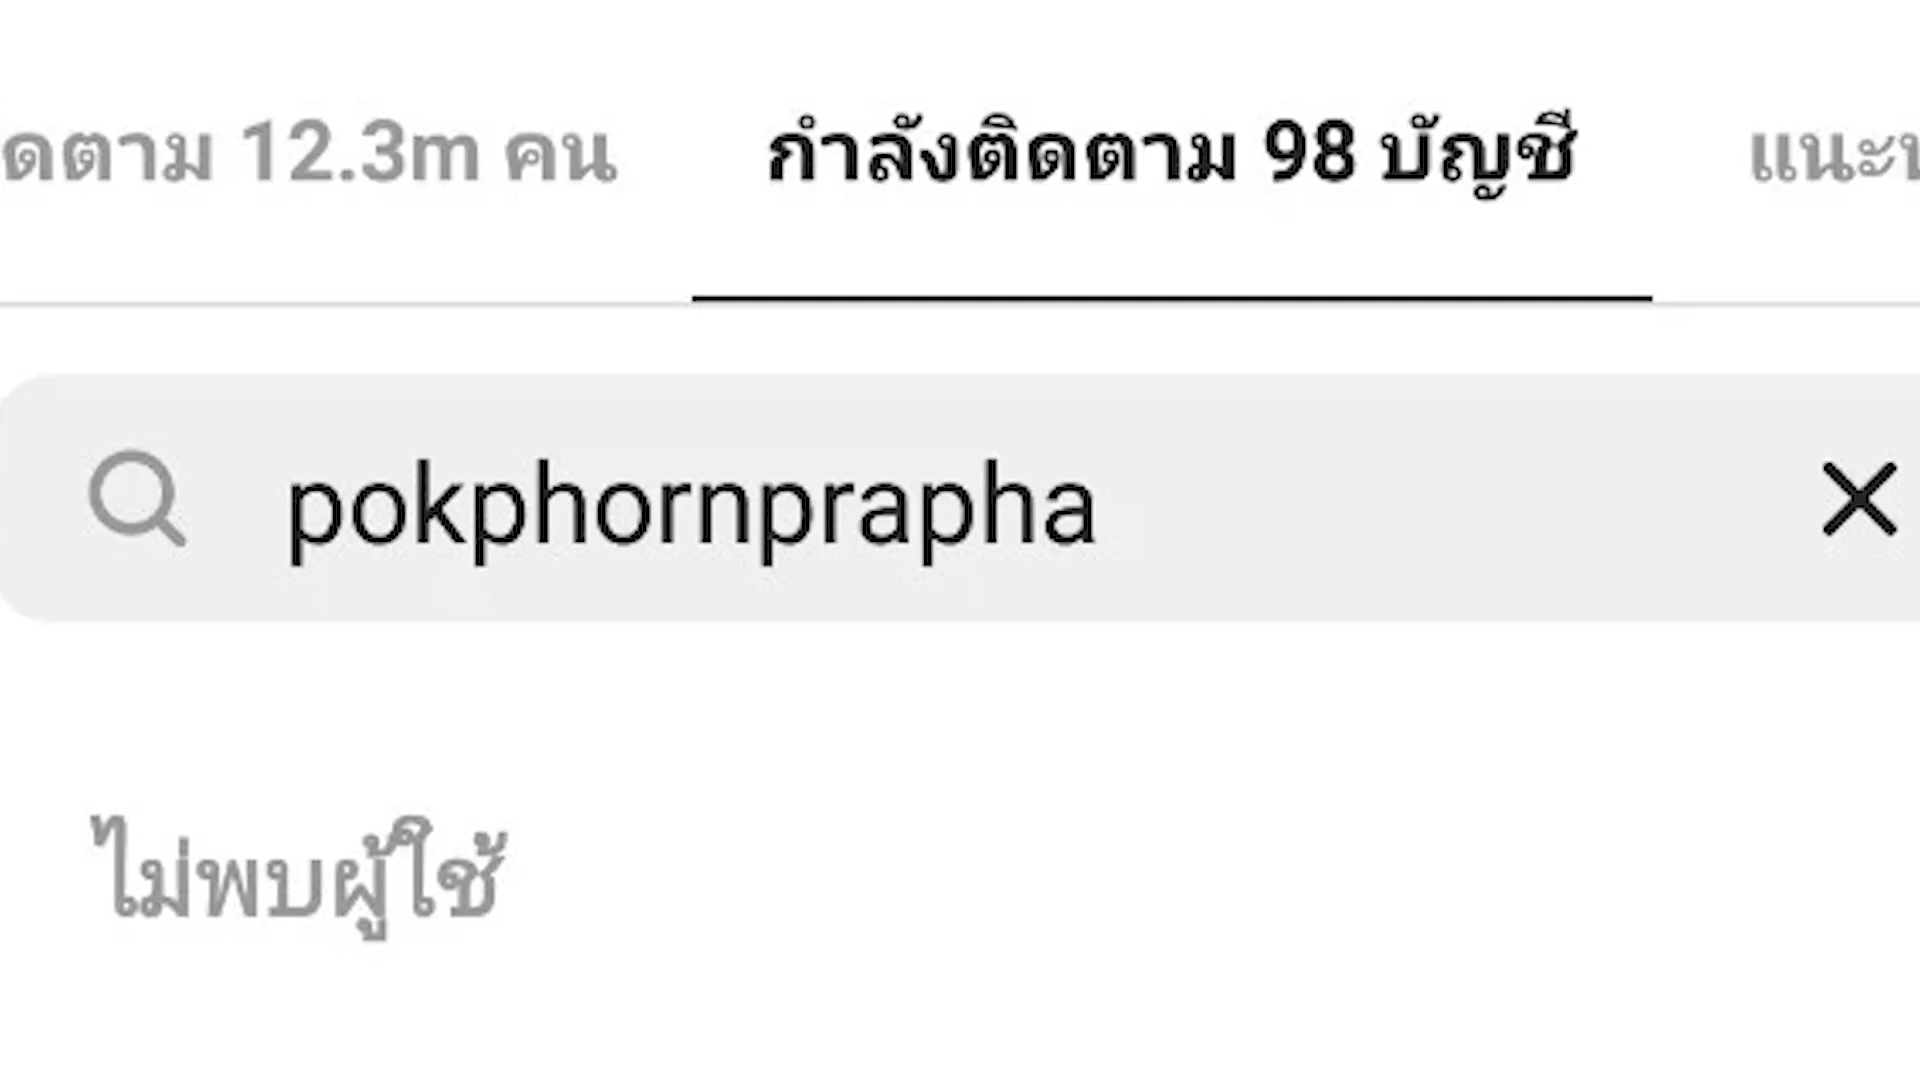 ดตาม 12.3m คน กำลังติดตาม 98 บัญชี แนะ
pokphornprapha
ไม่พบผู้ใช้